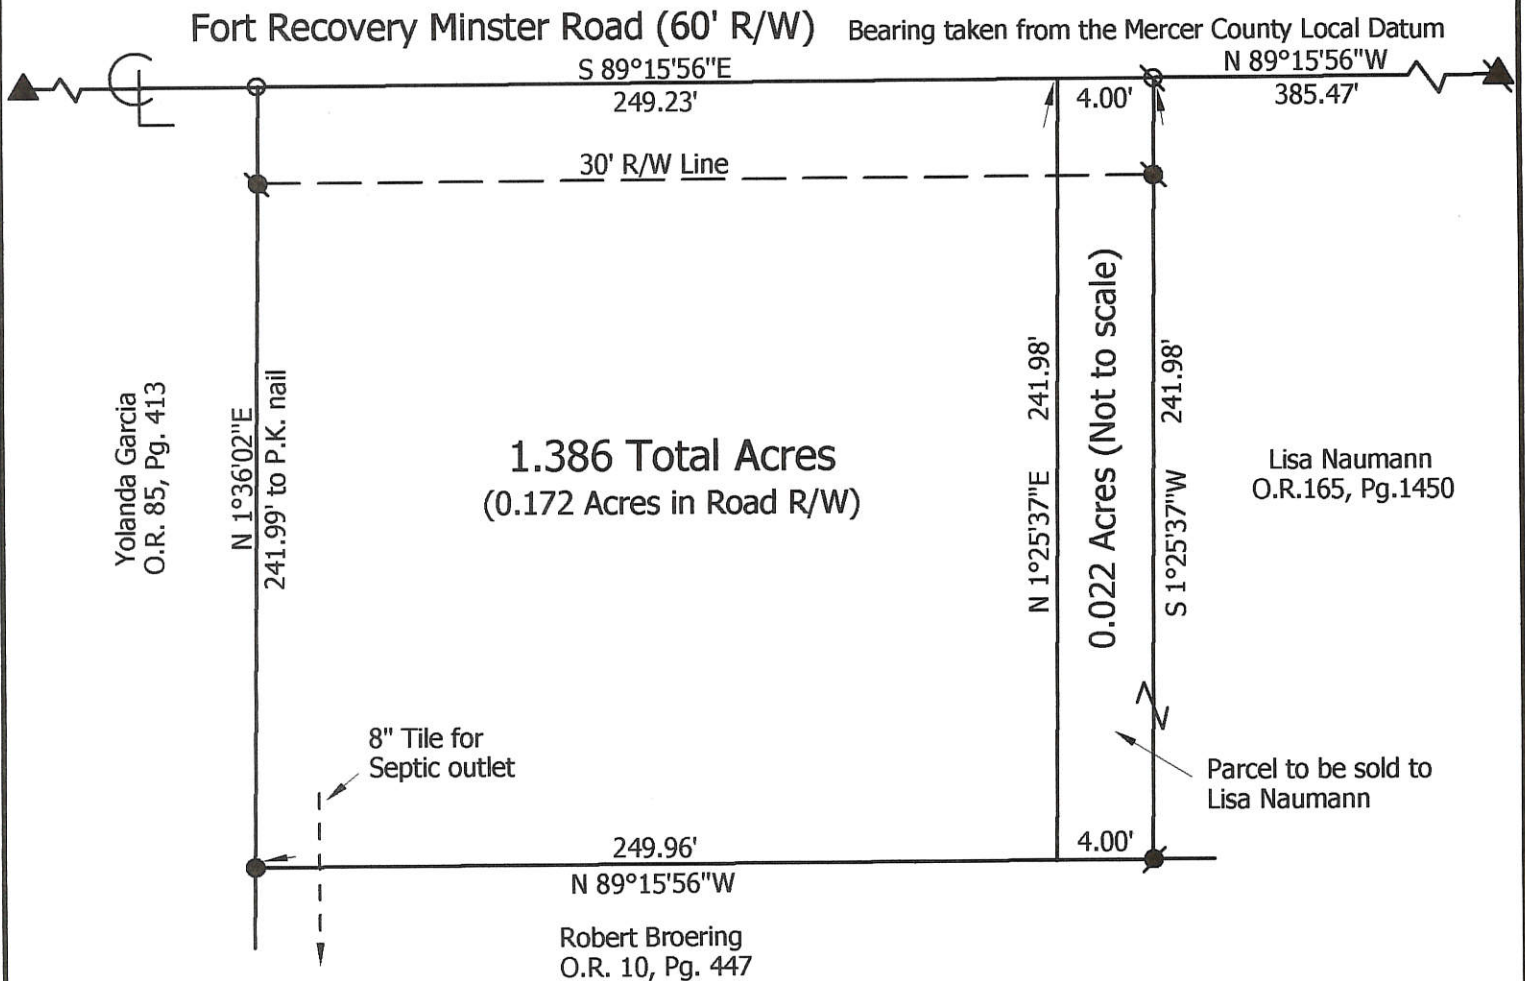 Fort Recovery Minster Road (60' R/W)
Bearing taken from the Mercer County Local Datum
S 89°15'56"E
249.23'
4.00'
N 89°15'56"W
385.47'
CL
30' R/W Line
Yolanda Garcia
O.R. 85, Pg. 413
N 1°36'02"E
241.99' to P.K. nail
1.386 Total Acres
(0.172 Acres in Road R/W)
N 1°25'37"E 241.98'
0.022 Acres (Not to scale)
S 1°25'37"W 241.98'
Lisa Naumann
O.R.165, Pg.1450
8" Tile for
Septic outlet
Parcel to be sold to
Lisa Naumann
249.96'
4.00'
N 89°15'56"W
Robert Broering
O.R. 10, Pg. 447